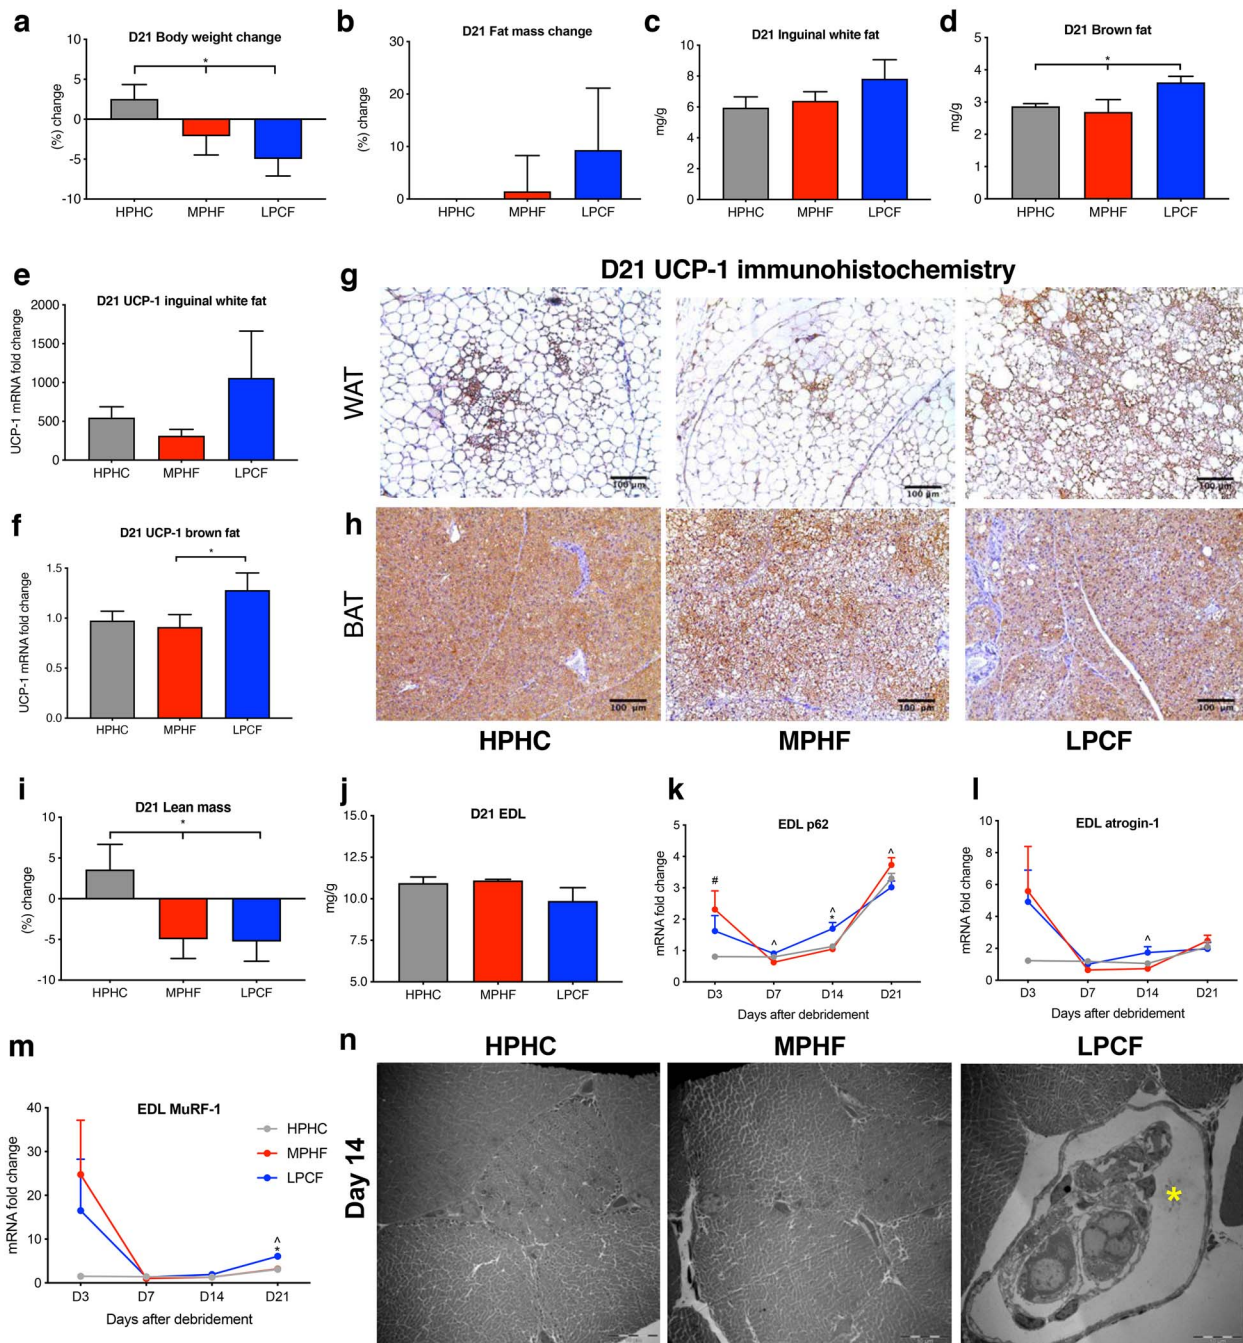 a
D21 Body weight change
*
10
5
0
-5
-10
(%) change
HPHC MPHF LPCF
b
D21 Fat mass change
30
20
10
0
(%) change
HPHC MPHF LPCF
c
D21 Inguinal white fat
10
8
6
4
2
0
mg/g
HPHC MPHF LPCF
d
D21 Brown fat
*
5
4
3
2
1
0
mg/g
HPHC MPHF LPCF
e
D21 UCP-1 inguinal white fat
2000
1500
1000
500
0
UCP-1 mRNA fold change
HPHC MPHF LPCF
f
D21 UCP-1 brown fat
*
1.5
1.0
0.5
0.0
UCP-1 mRNA fold change
HPHC MPHF LPCF
D21 UCP-1 immunohistochemistry
g
WAT
100 μm
100 μm
100 μm
h
BAT
100 μm
100 μm
100 μm
HPHC MPHF LPCF
i
D21 Lean mass
*
10
5
0
-5
-10
(%) change
HPHC MPHF LPCF
j
D21 EDL
15.0
12.5
10.0
7.5
5.0
mg/g
HPHC MPHF LPCF
k
EDL p62
5
4
3
2
1
0
mRNA fold change
#
^
^
*
^
D3 D7 D14 D21
Days after debridement
l
EDL atrogin-1
10
8
6
4
2
0
mRNA fold change
^
D3 D7 D14 D21
Days after debridement
m
EDL MuRF-1
40
30
20
10
0
mRNA fold change
HPHC
MPHF
LPCF
^
*
D3 D7 D14 D21
Days after debridement
n
HPHC MPHF LPCF
Day 14
*